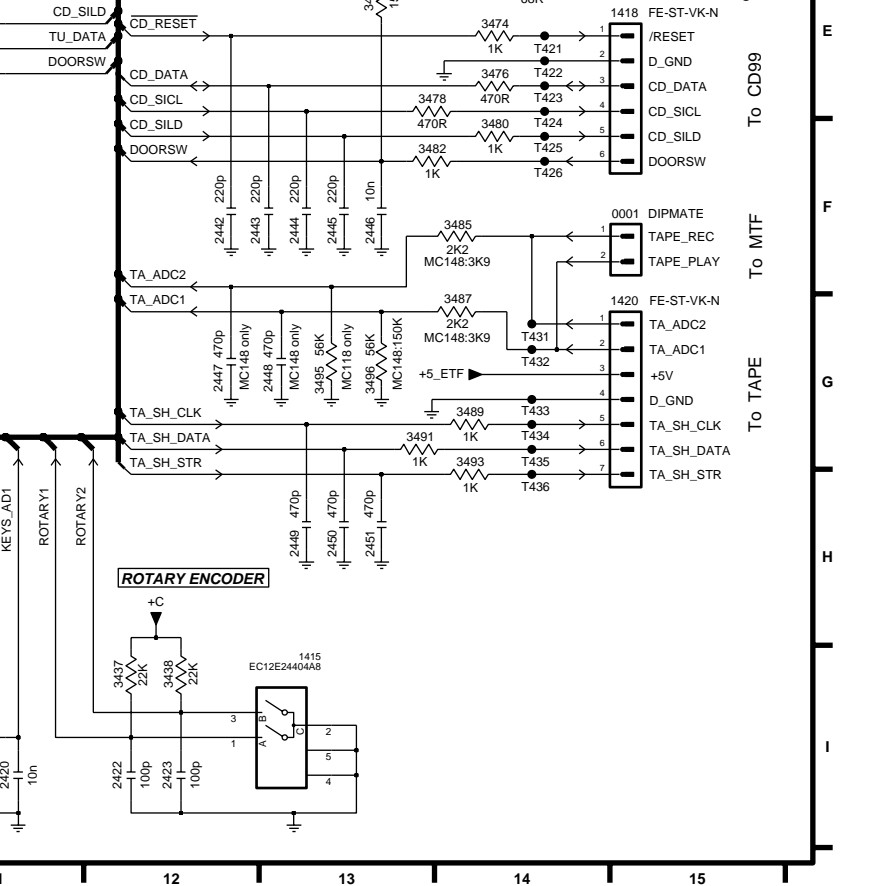 CD_SILD
TU_DATA
DOORSW
CD_RESET
CD_DATA
CD_SICL
CD_SILD
DOORSW
3474
1K
T421
T422
3476
470R
T423
3478
470R
T424
3480
1K
T425
3482
1K
T426
1418 FE-ST-VK-N
1 /RESET
2 D_GND
3 CD_DATA
4 CD_SICL
5 CD_SILD
6 DOORSW
To CD99
E
2442 220p
2443 220p
2444 220p
2445 220p
2446 10n
F
0001 DIPMATE
1 TAPE_REC
2 TAPE_PLAY
To MTF
TA_ADC2
TA_ADC1
3485
2K2
MC148:3K9
3487
2K2
MC148:3K9
2447 470p
MC148 only
2448 470p
MC148 only
3495 56K
MC118 only
3496 56K
MC148:150K
T431
T432
+5_ETF
1420 FE-ST-VK-N
1 TA_ADC2
2 TA_ADC1
3 +5V
4 D_GND
5 TA_SH_CLK
6 TA_SH_DATA
7 TA_SH_STR
To TAPE
G
TA_SH_CLK
TA_SH_DATA
TA_SH_STR
3489
1K
T433
T434
3491
1K
T435
3493
1K
T436
2449 470p
2450 470p
2451 470p
KEYS_AD1
ROTARY1
ROTARY2
H
ROTARY ENCODER
+C
3437
22K
3438
22K
1415
EC12E24404A8
3 B
1 A
C
2
5
4
2420
10n
2422
100p
2423
100p
I
12 13 14 15